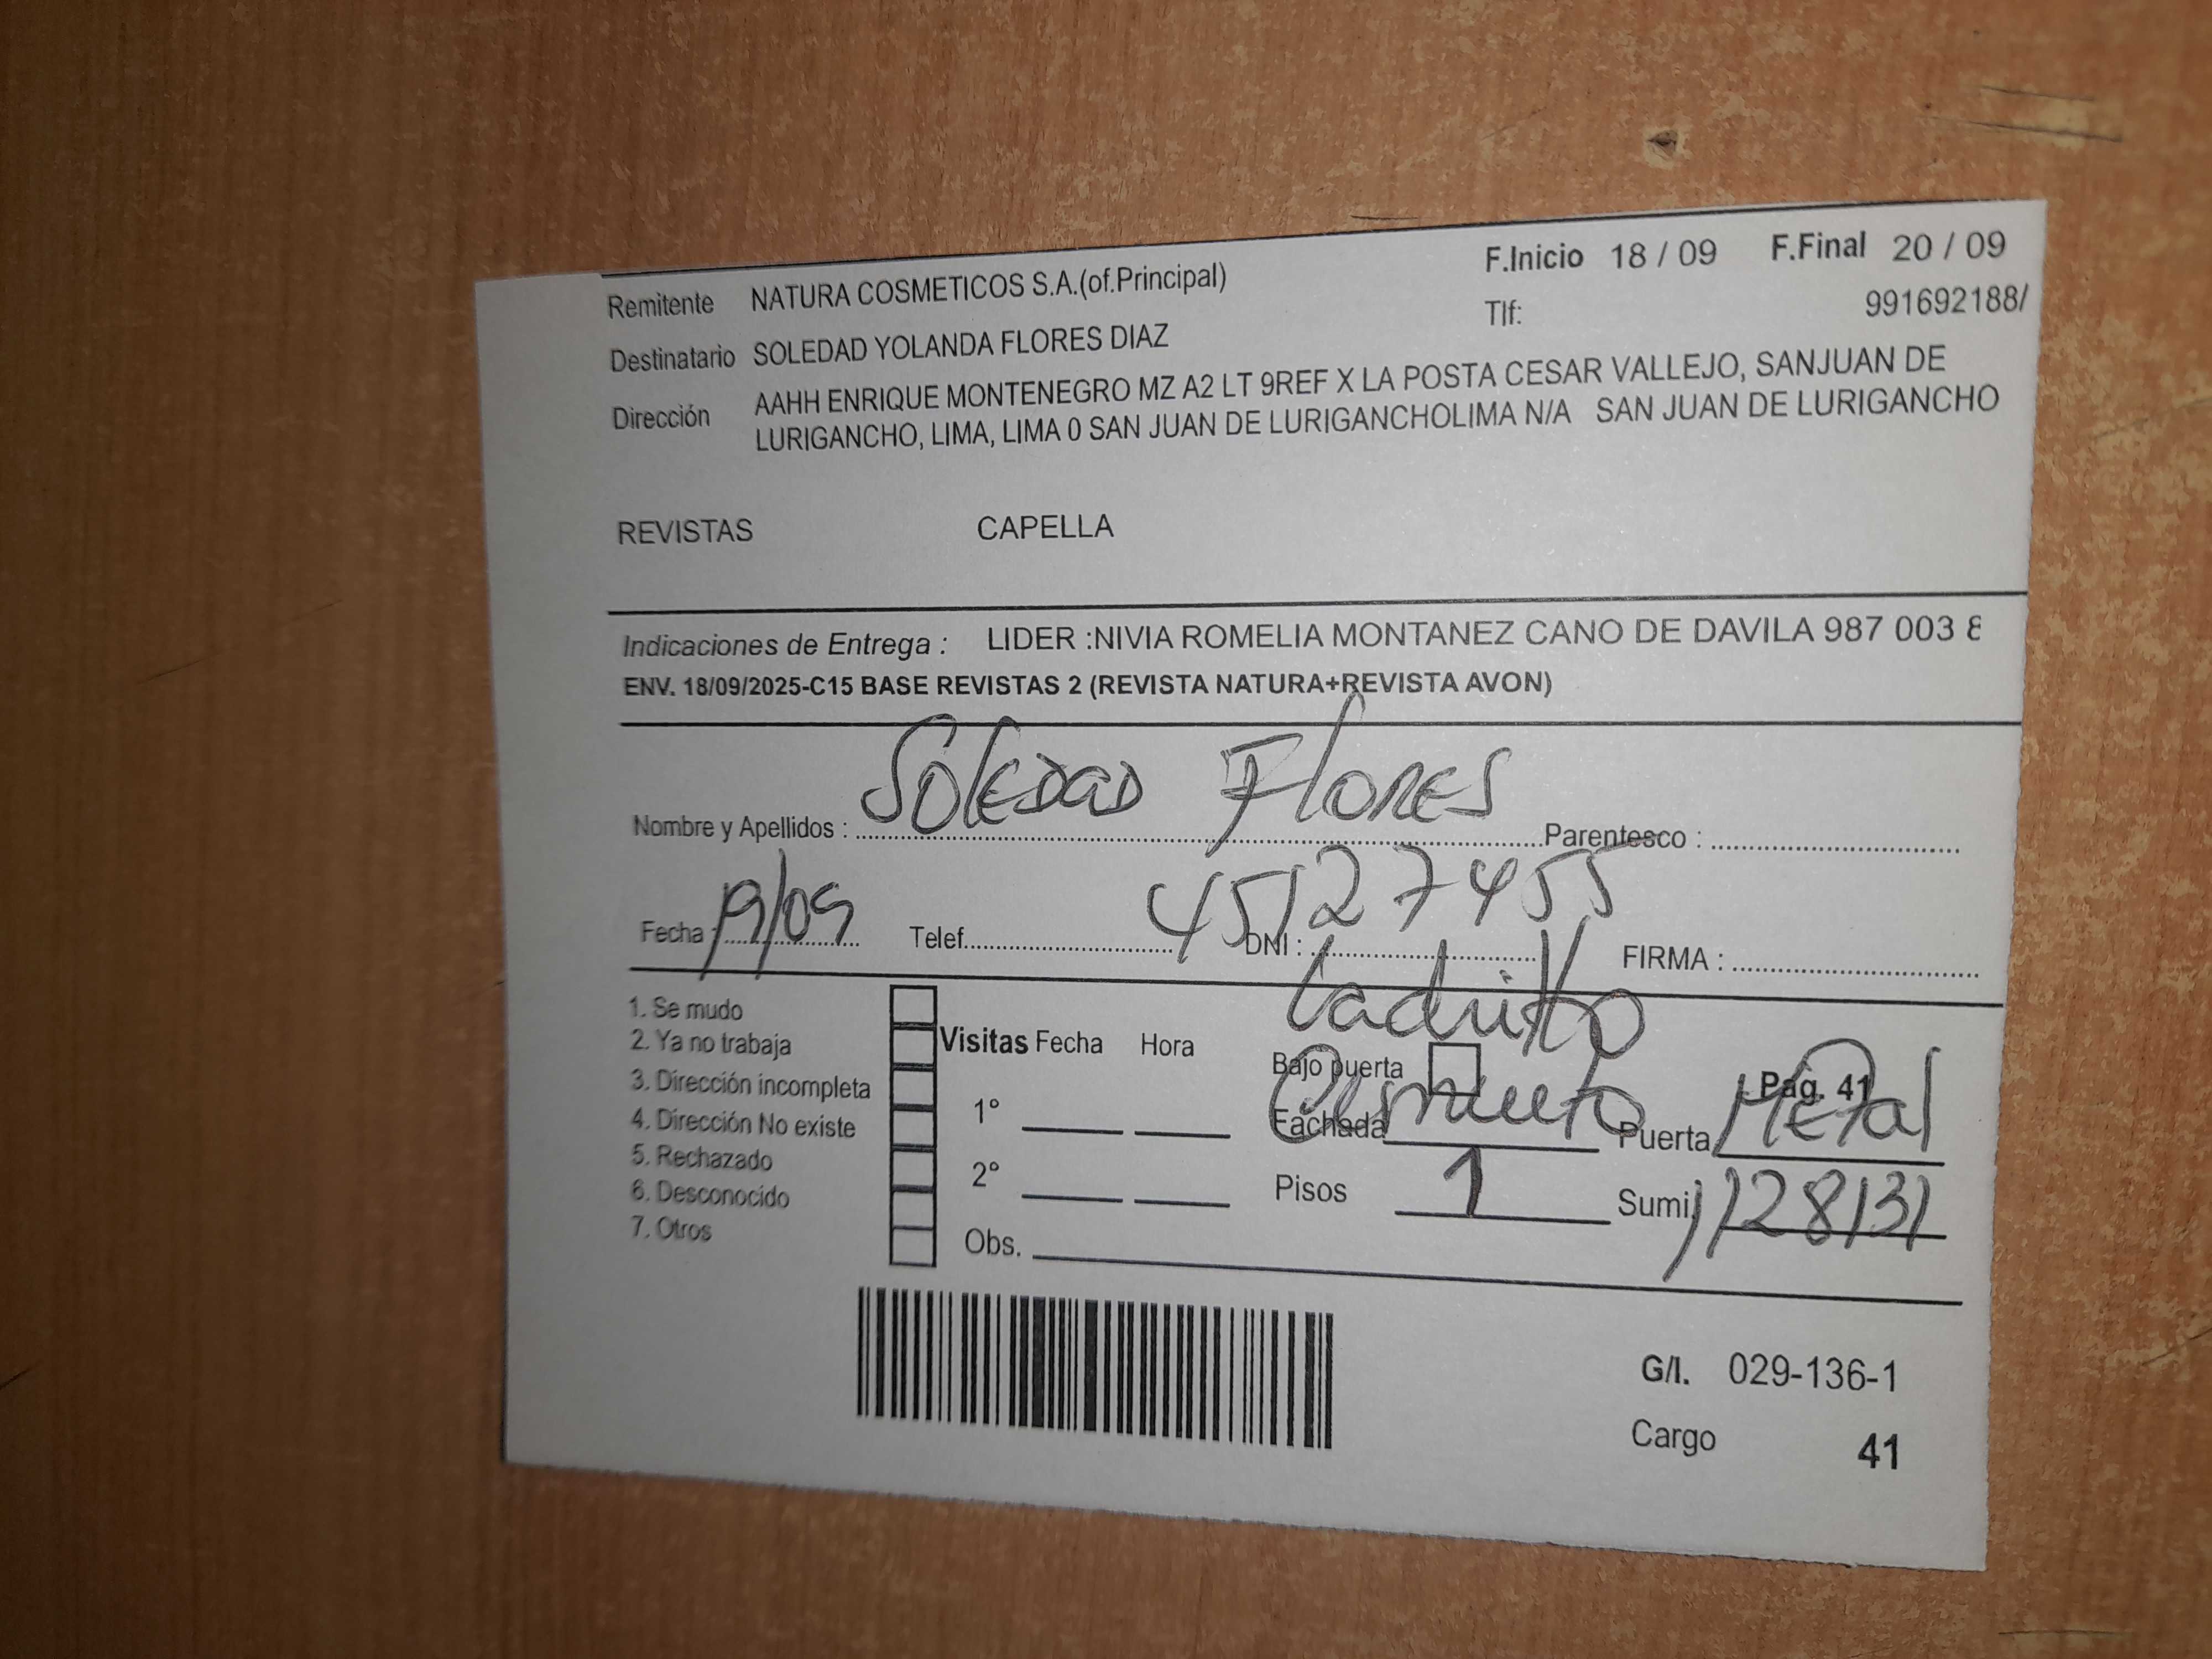 F.Inicio 18 / 09 F.Final 20 / 09
Remitente NATURA COSMETICOS S.A.(of.Principal)
Tlf: 991692188/
Destinatario SOLEDAD YOLANDA FLORES DIAZ
Dirección AAHH ENRIQUE MONTENEGRO MZ A2 LT 9REF X LA POSTA CESAR VALLEJO, SANJUAN DE
LURIGANCHO, LIMA, LIMA 0 SAN JUAN DE LURIGANCHOLIMA N/A SAN JUAN DE LURIGANCHO
REVISTAS CAPELLA
Indicaciones de Entrega : LIDER :NIVIA ROMELIA MONTANEZ CANO DE DAVILA 987 003 8
ENV. 18/09/2025-C15 BASE REVISTAS 2 (REVISTA NATURA+REVISTA AVON)
Nombre y Apellidos : Soledad Flores Parentesco :
Fecha : 19/09 Telef. DNI : 45127455 FIRMA :
Ladrillo
1. Se mudo
2. Ya no trabaja
3. Dirección incompleta
4. Dirección No existe
5. Rechazado
6. Desconocido
7. Otros
Visitas Fecha Hora
1°
2°
Obs.
Bajo puerta
Pag. 41
Fachada Cemento Puerta Metal
Pisos 1 Sumi. 1128131
G/I. 029-136-1
Cargo 41